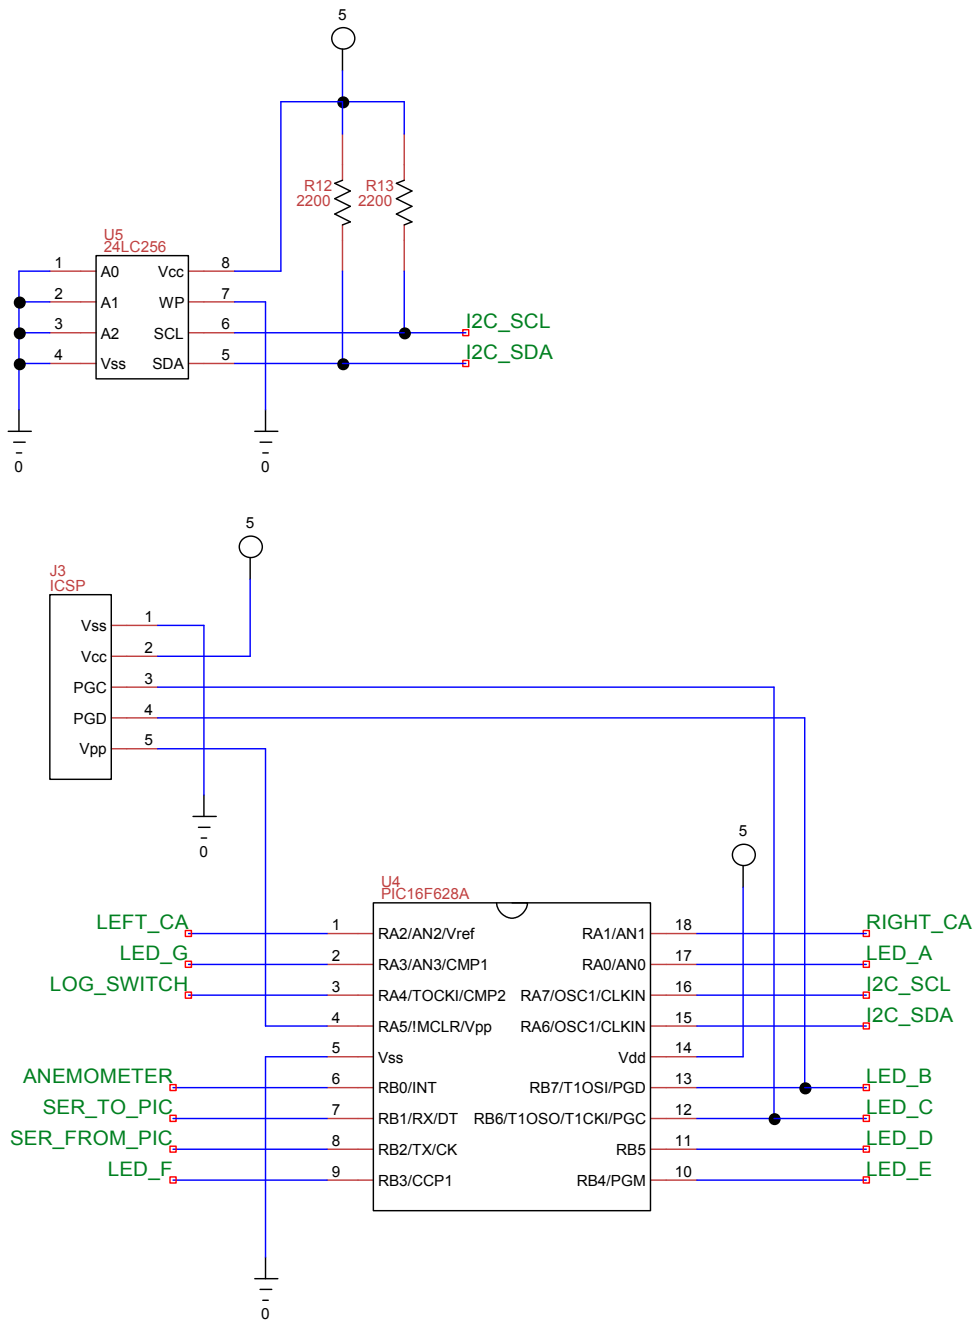 5
R12
2200
R13
2200
U5
24LC256
1 A0 Vcc 8
2 A1 WP 7
3 A2 SCL 6 I2C_SCL
4 Vss SDA 5 I2C_SDA
0
0
5
J3
ICSP
Vss 1
Vcc 2
PGC 3
PGD 4
Vpp 5
0
5
U4
PIC16F628A
LEFT_CA 1 RA2/AN2/Vref RA1/AN1 18 RIGHT_CA
LED_G 2 RA3/AN3/CMP1 RA0/AN0 17 LED_A
LOG_SWITCH 3 RA4/TOCKI/CMP2 RA7/OSC1/CLKIN 16 I2C_SCL
4 RA5/!MCLR/Vpp RA6/OSC1/CLKIN 15 I2C_SDA
5 Vss Vdd 14
ANEMOMETER 6 RB0/INT RB7/T1OSI/PGD 13 LED_B
SER_TO_PIC 7 RB1/RX/DT RB6/T1OSO/T1CKI/PGC 12 LED_C
SER_FROM_PIC 8 RB2/TX/CK RB5 11 LED_D
LED_F 9 RB3/CCP1 RB4/PGM 10 LED_E
0